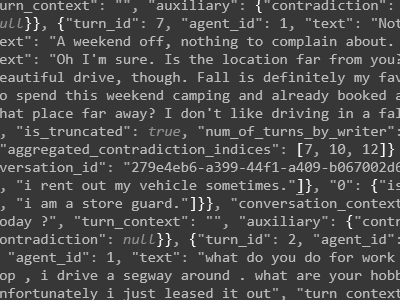 urn_context": "", "auxiliary": {"contradiction":
ull}}, {"turn_id": 7, "agent_id": 1, "text": "Not
ext": "A weekend off, nothing to complain about.
ext": "Oh I'm sure. Is the location far from you?
eautiful drive, though. Fall is definitely my fav
o spend this weekend camping and already booked a
hat place far away? I don't like driving in a fal
, "is_truncated": true, "num_of_turns_by_writer":
"aggregated_contradiction_indices": [7, 10, 12]}
versation_id": "279e4eb6-a399-44f1-a409-b067002d6
, "i rent out my vehicle sometimes."]}, "0": {"is
, "i am a store guard."]}]}, "conversation_context
oday ?", "turn_context": "", "auxiliary": {"contr
ontradiction": null}}, {"turn_id": 2, "agent_id":
"agent_id": 1, "text": "what do you do for work
op , i drive a segway around . what are your hobb
nfortunately i just leased it out", "turn_context